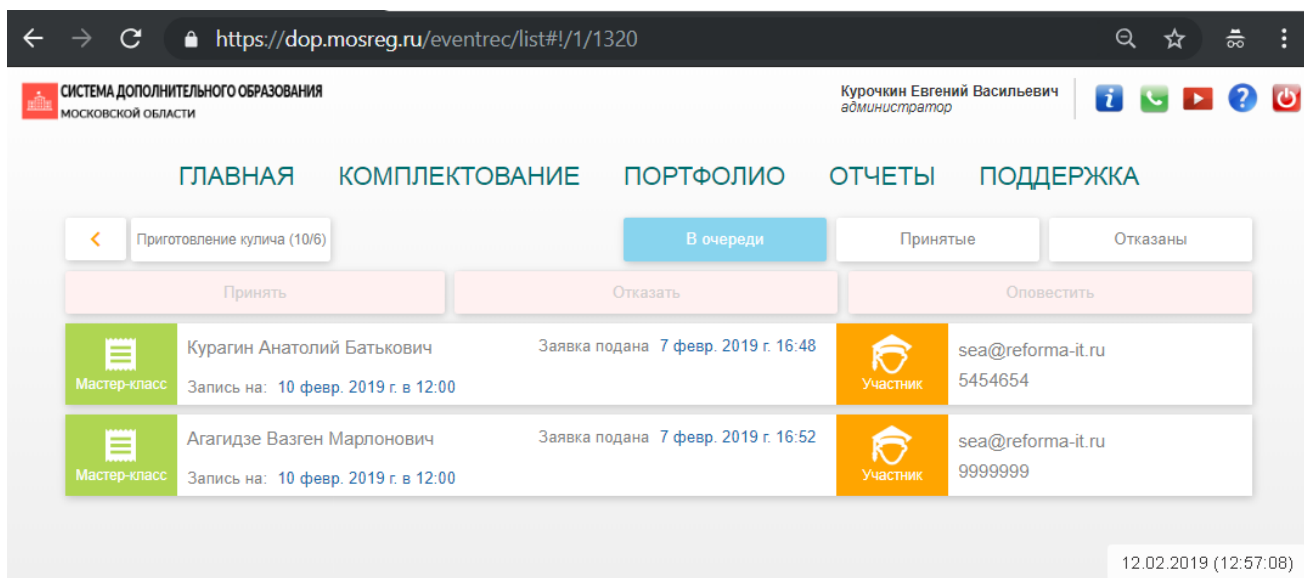 https://dop.mosreg.ru/eventrec/list#!/1/1320
СИСТЕМА ДОПОЛНИТЕЛЬНОГО ОБРАЗОВАНИЯ
МОСКОВСКОЙ ОБЛАСТИ
Курочкин Евгений Васильевич
администратор
ГЛАВНАЯ КОМПЛЕКТОВАНИЕ ПОРТФОЛИО ОТЧЕТЫ ПОДДЕРЖКА
Приготовление кулича (10/6) В очереди Принятые Отказаны
Принять Отказать Оповестить
Курагин Анатолий Батькович Заявка подана 7 февр. 2019 г. 16:48 sea@reforma-it.ru
Мастер-класс Запись на: 10 февр. 2019 г. в 12:00 Участник 5454654
Агагидзе Вазген Марлонович Заявка подана 7 февр. 2019 г. 16:52 sea@reforma-it.ru
Мастер-класс Запись на: 10 февр. 2019 г. в 12:00 Участник 9999999
12.02.2019 (12:57:08)